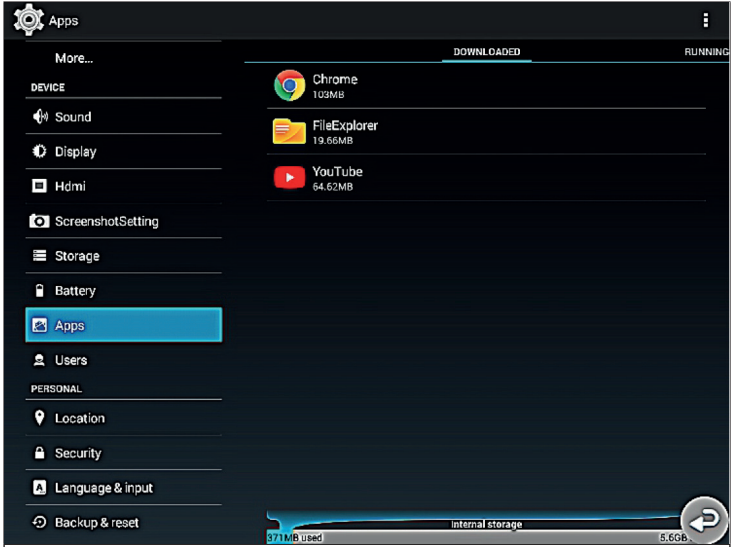 Apps
More...
DEVICE
Sound
Display
Hdmi
ScreenshotSetting
Storage
Battery
Apps
Users
PERSONAL
Location
Security
Language & input
Backup & reset
DOWNLOADED
RUNNING
Chrome
103MB
FileExplorer
19.66MB
YouTube
64.62MB
Internal storage
371MB used
5.6GB